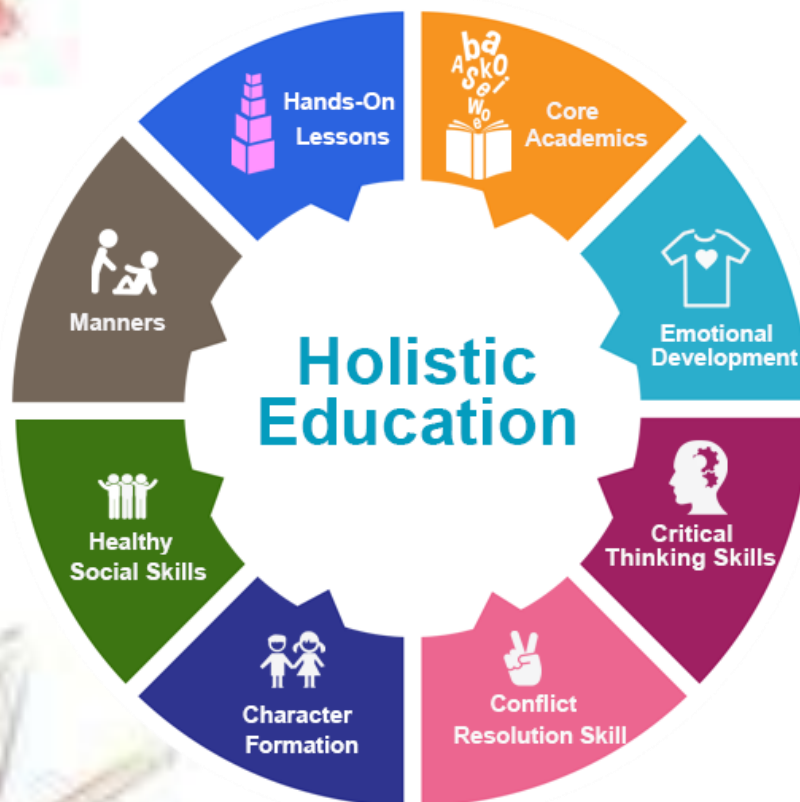 Holistic
Education
Core
Academics
Emotional
Development
Critical
Thinking Skills
Conflict
Resolution Skill
Character
Formation
Healthy
Social Skills
Manners
Hands-On
Lessons